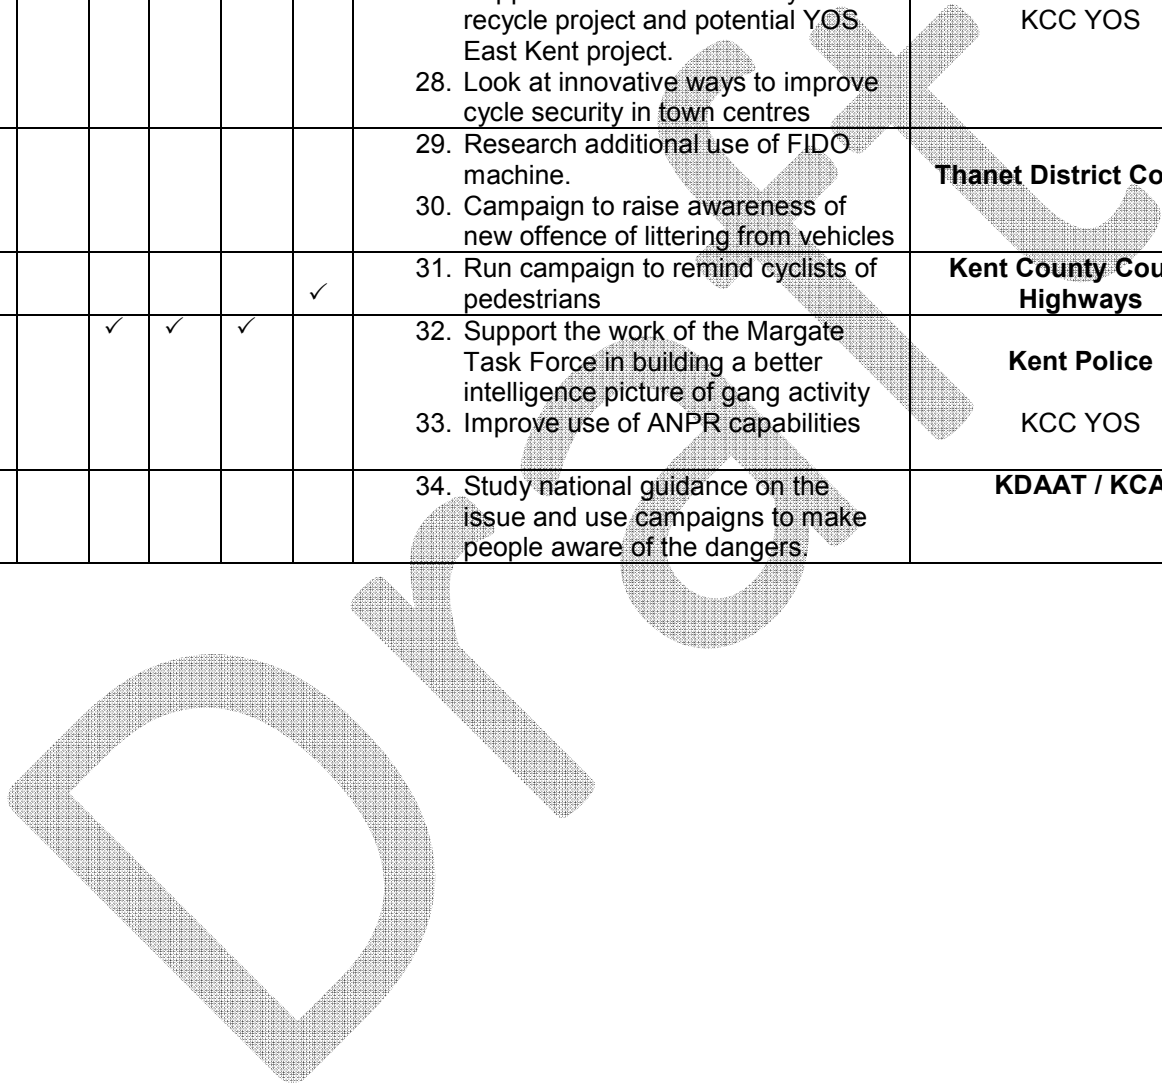 recycle project and potential YOS
East Kent project.
KCC YOS
28. Look at innovative ways to improve
cycle security in town centres
29. Research additional use of FIDO
machine.
Thanet District Co
30. Campaign to raise awareness of
new offence of littering from vehicles
✓
31. Run campaign to remind cyclists of
pedestrians
Kent County Cou
Highways
✓ ✓ ✓
32. Support the work of the Margate
Task Force in building a better
intelligence picture of gang activity
Kent Police
33. Improve use of ANPR capabilities
KCC YOS
34. Study national guidance on the
issue and use campaigns to make
people aware of the dangers.
KDAAT / KCA
Draft